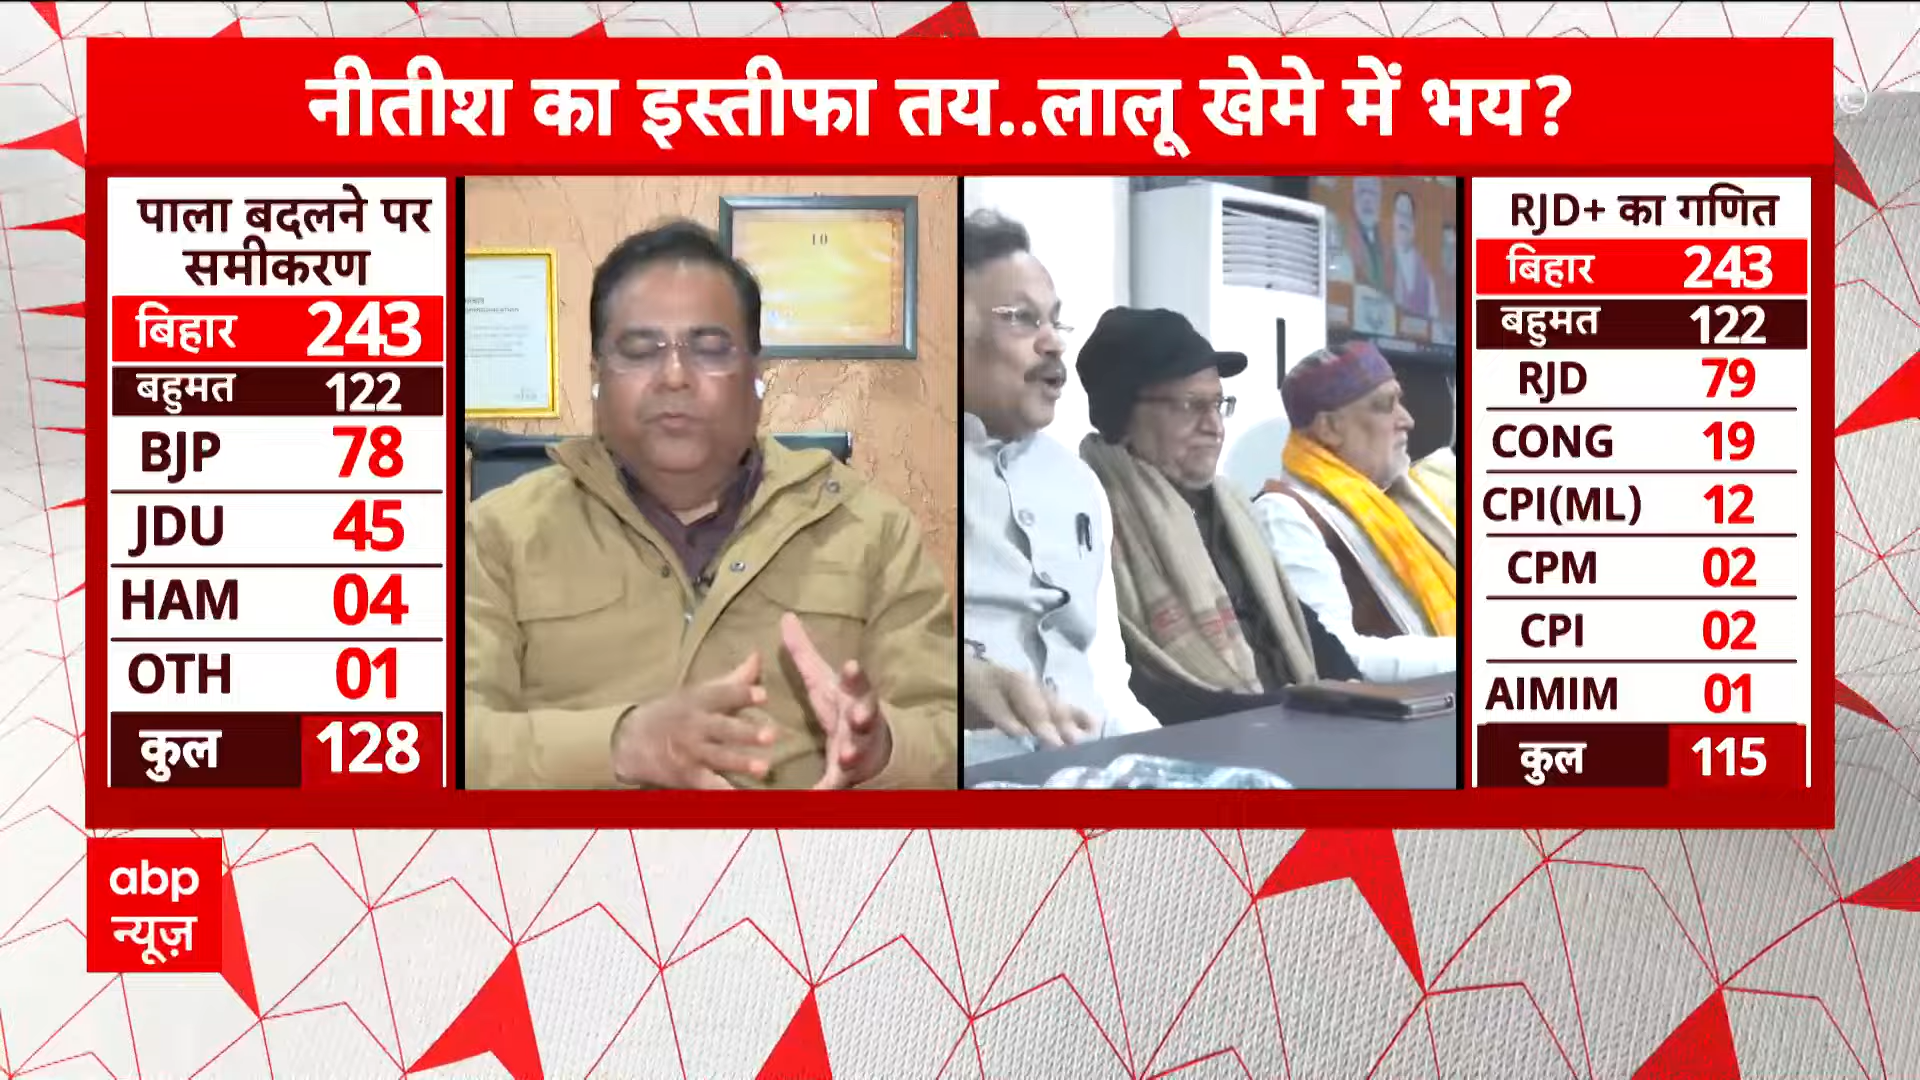 नीतीश का इस्तीफा तय..लालू खेमे में भय?
पाला बदलने पर
समीकरण
बिहार 243
बहुमत 122
BJP 78
JDU 45
HAM 04
OTH 01
कुल 128
10
RJD+ का गणित
बिहार 243
बहुमत 122
RJD 79
CONG 19
CPI(ML) 12
CPM 02
CPI 02
AIMIM 01
कुल 115
abp
न्यूज़